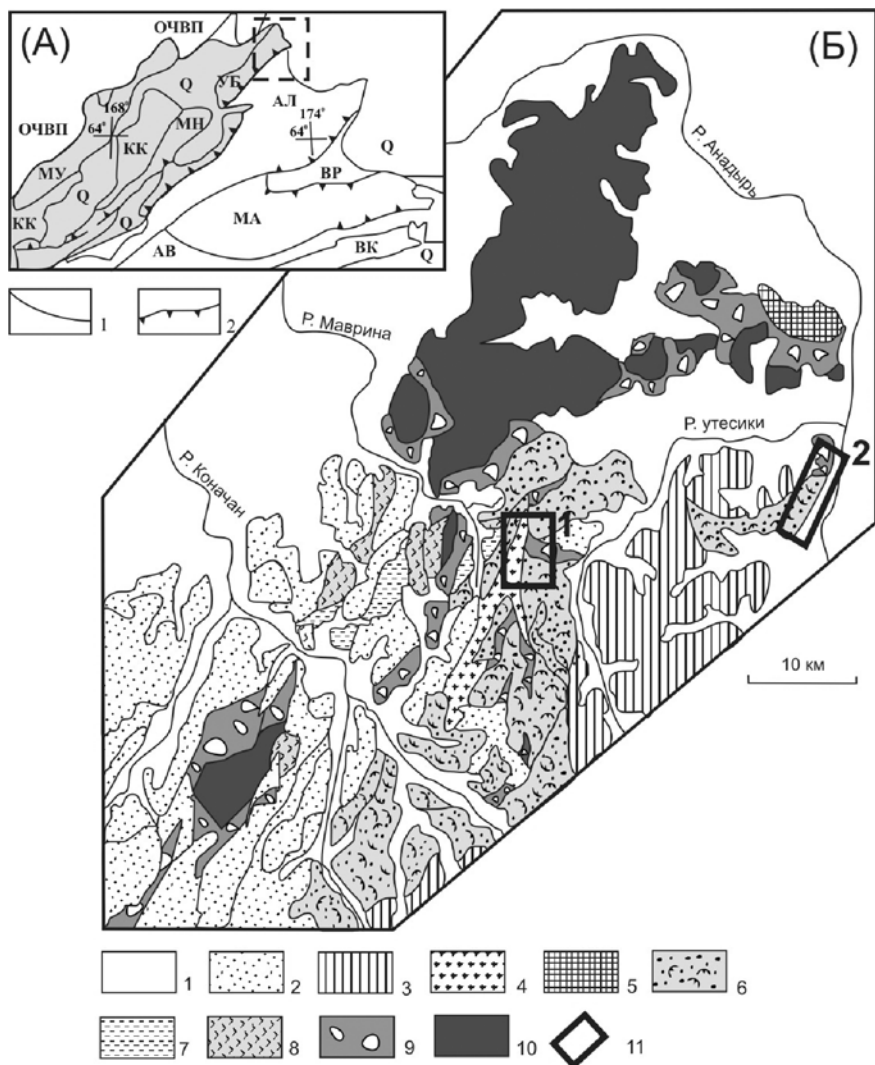 (А)
(Б)
ОЧВП
УБ
Q
АЛ
168°
174°
64°
МН
64°
ОЧВП
КК
Q
МУ
ВР
Q
КК
Q
МА
АВ
ВК
Q
1
2
Р. Анадырь
Р. Маврина
Р. утесики
Р. Коначан
2
1
10 км
1
2
3
4
5
6
7
8
9
10
11